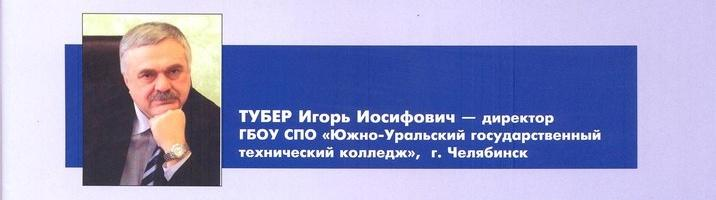 ТУБЕР Игорь Иосифович — директор
ГБОУ СПО «Южно-Уральский государственный
технический колледж», г. Челябинск